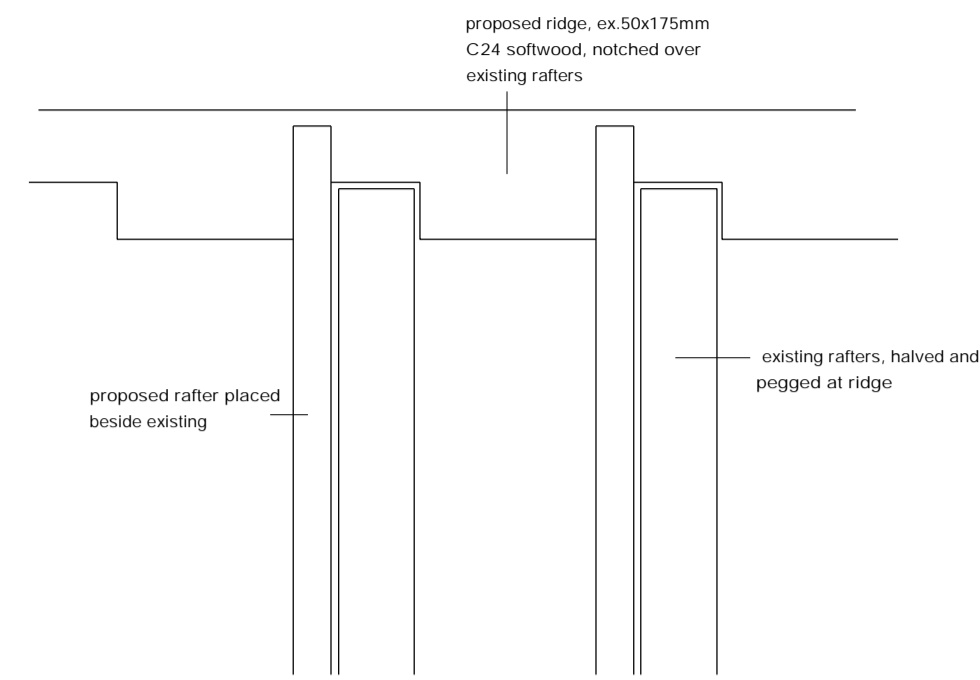 proposed ridge, ex.50x175mm
C24 softwood, notched over
existing rafters
existing rafters, halved and
pegged at ridge
proposed rafter placed
beside existing